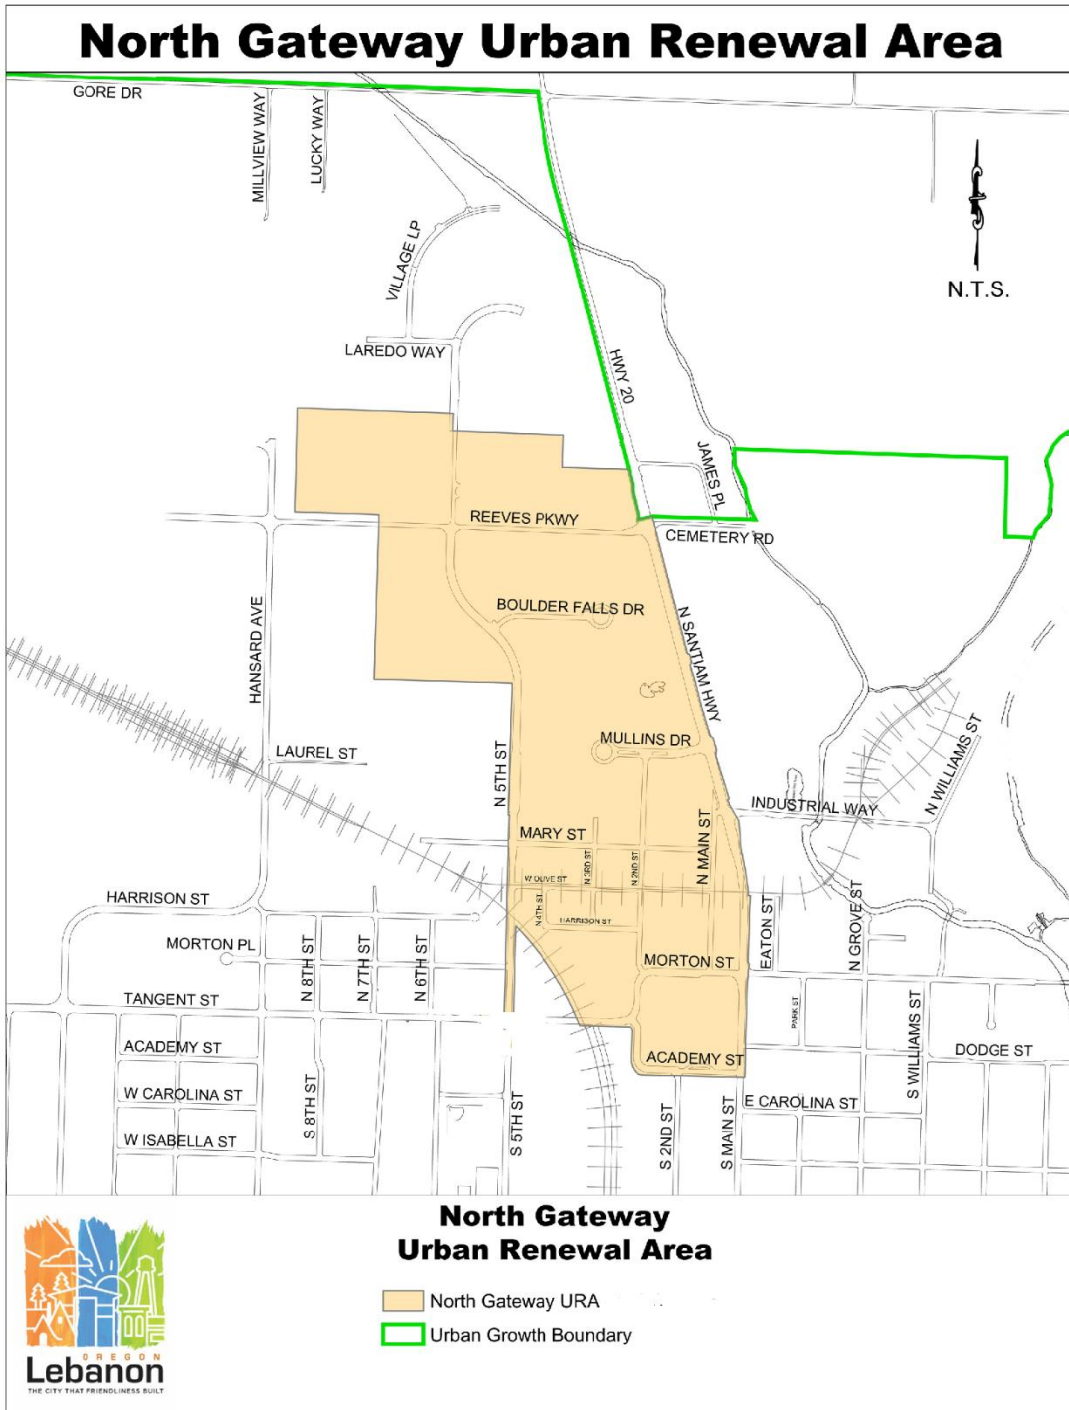 North Gateway Urban Renewal Area
GORE DR
MILLVIEW WAY
LUCKY WAY
VILLAGE LP
N.T.S.
LAREDO WAY
HWY 20
JAMES PL
REEVES PKWY
CEMETERY RD
BOULDER FALLS DR
HANSARD AVE
N SANTIAM HWY
MULLINS DR
LAUREL ST
N 5TH ST
N WILLIAMS ST
INDUSTRIAL WAY
MARY ST
N MAIN ST
N 3RD ST
N 2ND ST
W OLIVE ST
N 4TH ST
HARRISON ST
HARRISON ST
EATON ST
N GROVE ST
MORTON PL
N 8TH ST
N 7TH ST
N 6TH ST
MORTON ST
TANGENT ST
PARK ST
S WILLIAMS ST
ACADEMY ST
ACADEMY ST
DODGE ST
W CAROLINA ST
S 8TH ST
E CAROLINA ST
W ISABELLA ST
S 5TH ST
S 2ND ST
S MAIN ST
North Gateway
Urban Renewal Area
North Gateway URA
Urban Growth Boundary
OREGON
Lebanon
THE CITY THAT FRIENDLINESS BUILT